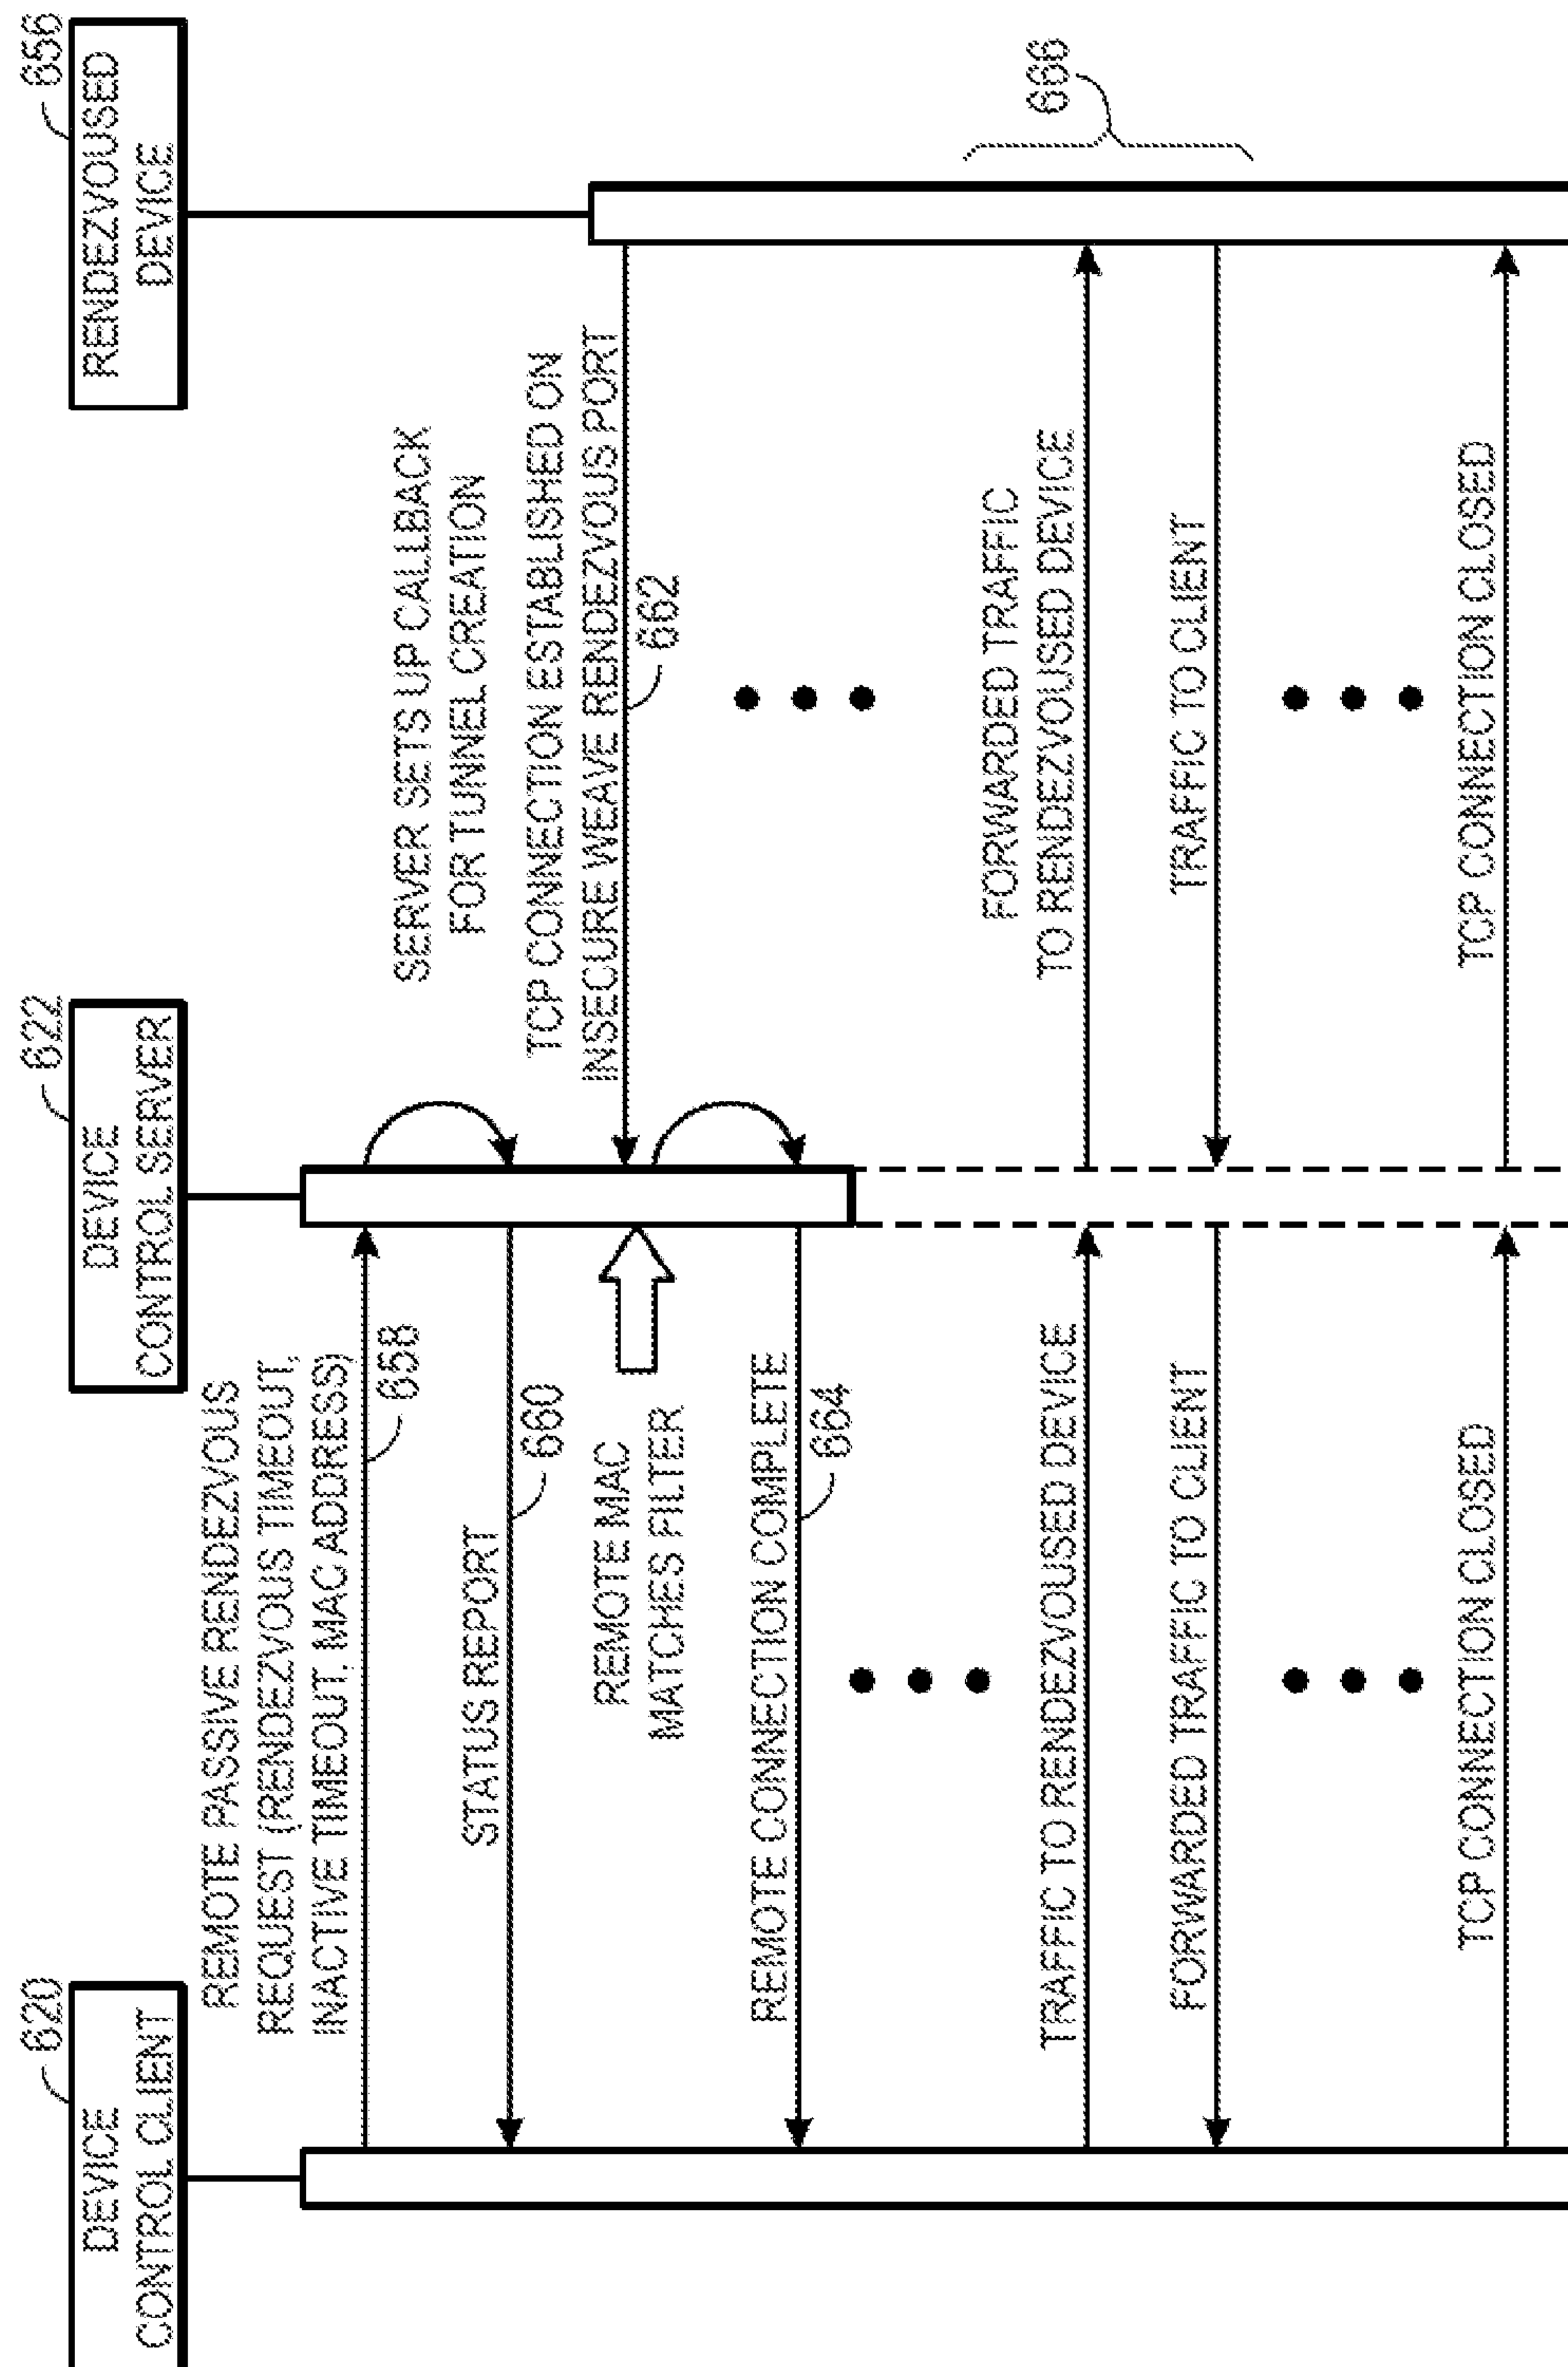 620
DEVICE
CONTROL CLIENT
622
DEVICE
CONTROL SERVER
656
RENDEZVOUSED
DEVICE
REMOTE PASSIVE RENDEZVOUS
REQUEST (RENDEZVOUS TIMEOUT,
INACTIVE TIMEOUT, MAC ADDRESS)
658
SERVER SETS UP CALLBACK
FOR TUNNEL CREATION
STATUS REPORT
660
TCP CONNECTION ESTABLISHED ON
INSECURE WEAVE RENDEZVOUS PORT
662
REMOTE MAC
MATCHES FILTER
REMOTE CONNECTION COMPLETE
664
TRAFFIC TO RENDEZVOUSED DEVICE
FORWARDED TRAFFIC
TO RENDEZVOUSED DEVICE
666
FORWARDED TRAFFIC TO CLIENT
TRAFFIC TO CLIENT
TCP CONNECTION CLOSED
TCP CONNECTION CLOSED